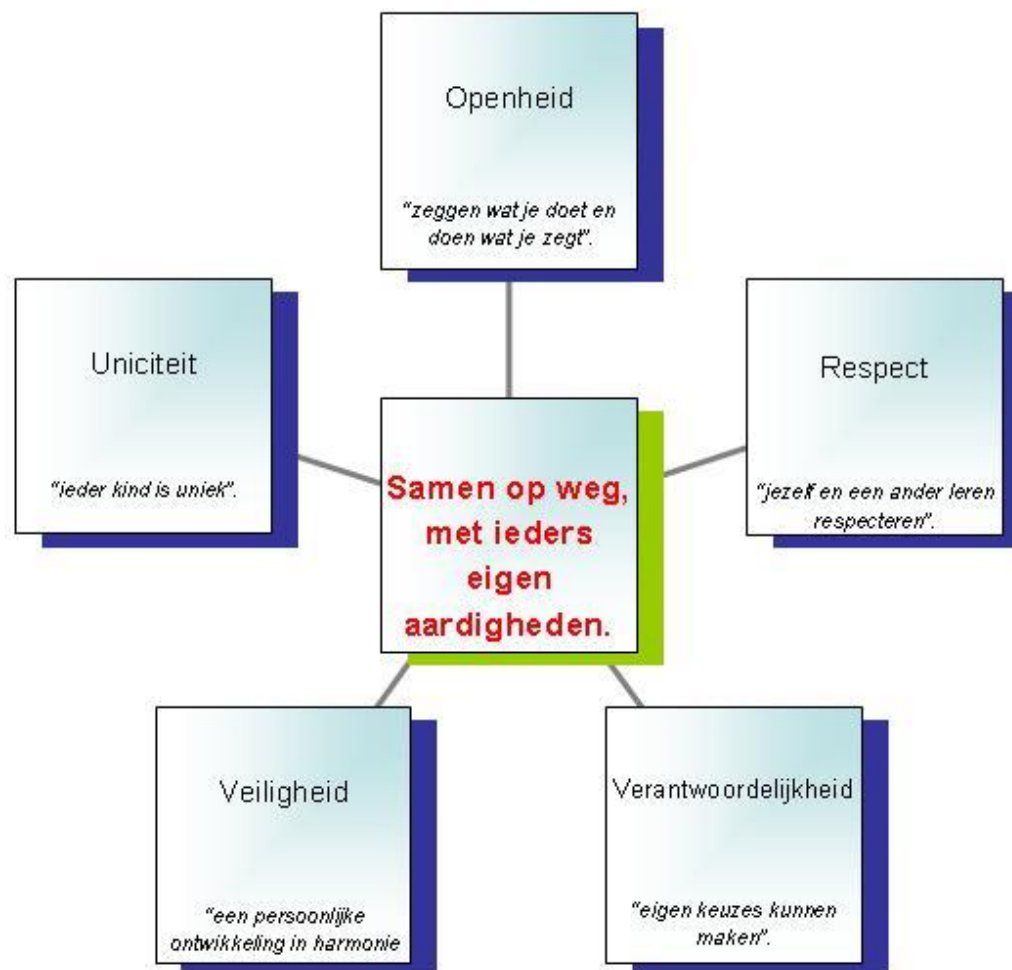 Openheid
"zeggen wat je doet en
doen wat je zegt".
Uniciteit
"ieder kind is uniek".
Respect
"jezelf en een ander leren
respecteren".
Samen op weg,
met ieders
eigen
aardigheden.
Veiligheid
"een persoonlijke
ontwikkeling in harmonie
Verantwoordelijkheid
"eigen keuzes kunnen
maken".